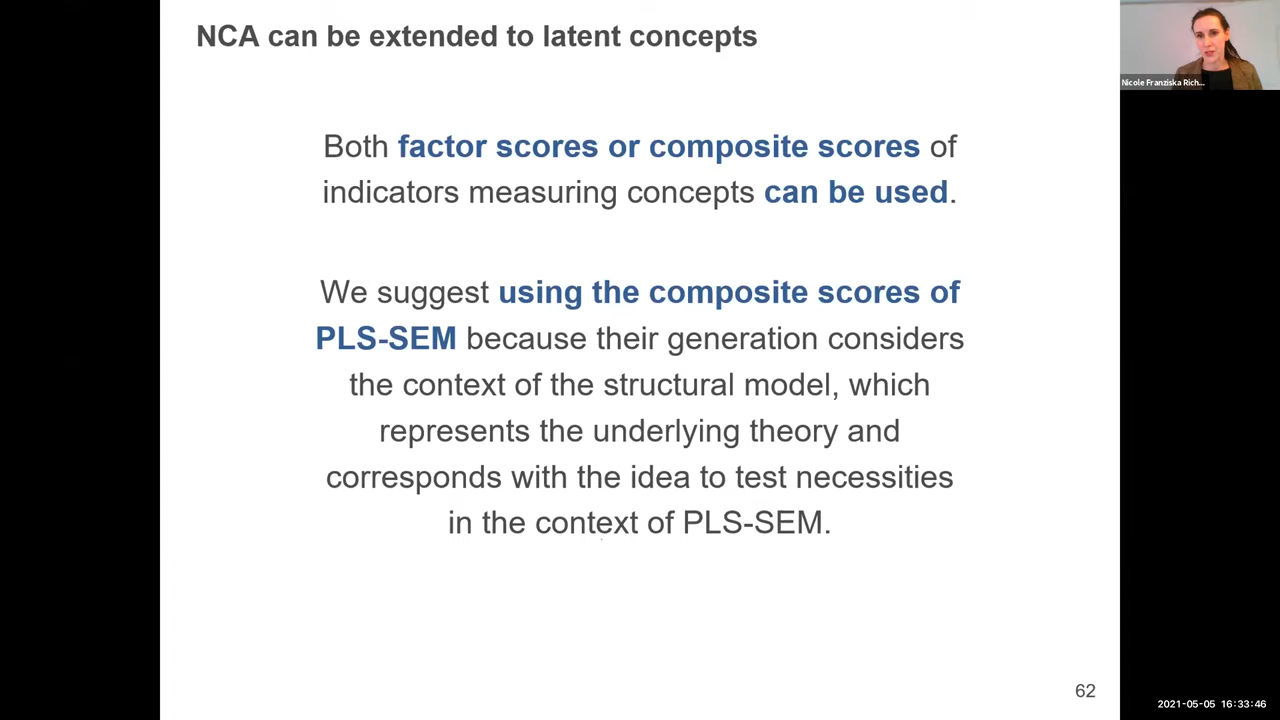 NCA can be extended to latent concepts
Nicole Franziska Rich...
Both factor scores or composite scores of
indicators measuring concepts can be used.
We suggest using the composite scores of
PLS-SEM because their generation considers
the context of the structural model, which
represents the underlying theory and
corresponds with the idea to test necessities
in the context of PLS-SEM.
62
2021-05-05 16:33:46